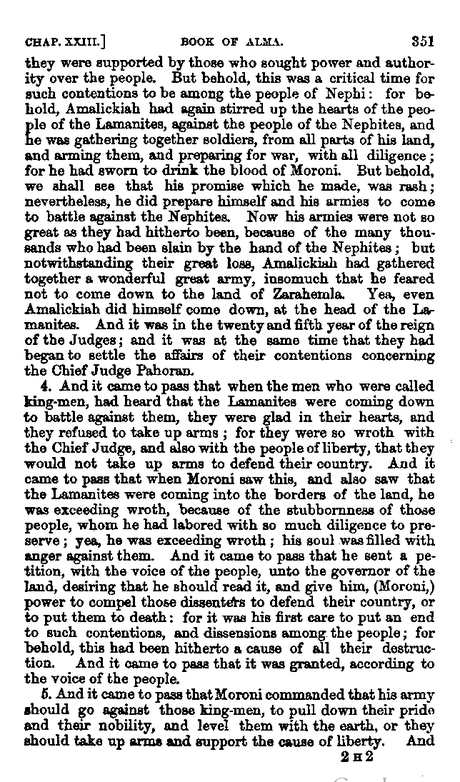 CHAP. XXIII.] BOOK OF ALMA. 351
they were supported by those who sought power and author-
ity over the people. But behold, this was a critical time for
such contentions to be among the people of Nephi: for be-
hold, Amalickiah had again stirred up the hearts of the peo-
ple of the Lamanites, against the people of the Nephites, and
he was gathering together soldiers, from all parts of his land,
and arming them, and preparing for war, with all diligence;
for he had sworn to drink the blood of Moroni. But behold,
we shall see that his promise which he made, was rash;
nevertheless, he did prepare himself and his armies to come
to battle against the Nephites. Now his armies were not so
great as they had hitherto been, because of the many thou-
sands who had been slain by the hand of the Nephites; but
notwithstanding their great loss, Amalickiah had gathered
together a wonderful great army, insomuch that he feared
not to come down to the land of Zarahemla. Yea, even
Amalickiah did himself come down, at the head of the La-
manites. And it was in the twenty and fifth year of the reign
of the Judges; and it was at the same time that they had
began to settle the affairs of their contentions concerning
the Chief Judge Pahoran.
4. And it came to pass that when the men who were called
king-men, had heard that the Lamanites were coming down
to battle against them, they were glad in their hearts, and
they refused to take up arms; for they were so wroth with
the Chief Judge, and also with the people of liberty, that they
would not take up arms to defend their country. And it
came to pass that when Moroni saw this, and also saw that
the Lamanites were coming into the borders of the land, he
was exceeding wroth, because of the stubbornness of those
people, whom he had labored with so much diligence to pre-
serve; yea, he was exceeding wroth; his soul was filled with
anger against them. And it came to pass that he sent a pe-
tition, with the voice of the people, unto the governor of the
land, desiring that he should read it, and give him, (Moroni,)
power to compel those dissenters to defend their country, or
to put them to death: for it was his first care to put an end
to such contentions, and dissensions among the people; for
behold, this had been hitherto a cause of all their destruc-
tion. And it came to pass that it was granted, according to
the voice of the people.
5. And it came to pass that Moroni commanded that his army
should go against those king-men, to pull down their pride
and their nobility, and level them with the earth, or they
should take up arms and support the cause of liberty. And
2 H 2